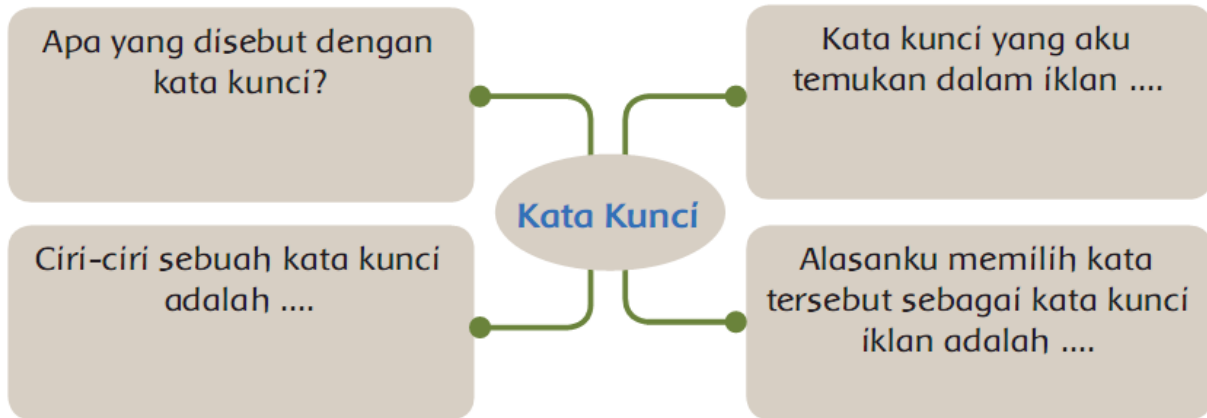 Apa yang disebut dengan
kata kunci?
Kata kunci yang aku
temukan dalam iklan ....
Kata Kunci
Ciri-ciri sebuah kata kunci
adalah ....
Alasanku memilih kata
tersebut sebagai kata kunci
iklan adalah ....